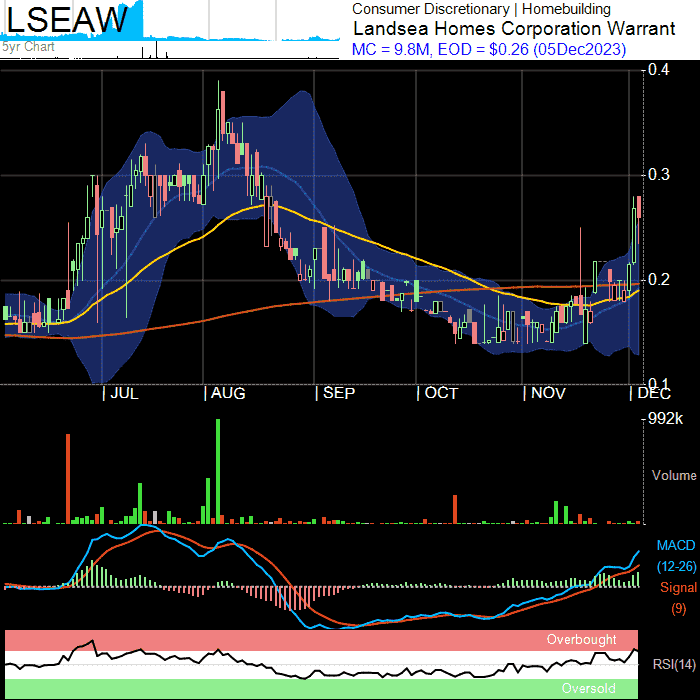 LSEAW
5yr Chart
Consumer Discretionary | Homebuilding
Landsea Homes Corporation Warrant
MC = 9.8M, EOD = $0.26 (05Dec2023)
0.4
0.3
0.2
0.1
JUL
AUG
SEP
OCT
NOV
DEC
992k
Volume
MACD
(12-26)
Signal
(9)
Overbought
RSI(14)
Oversold